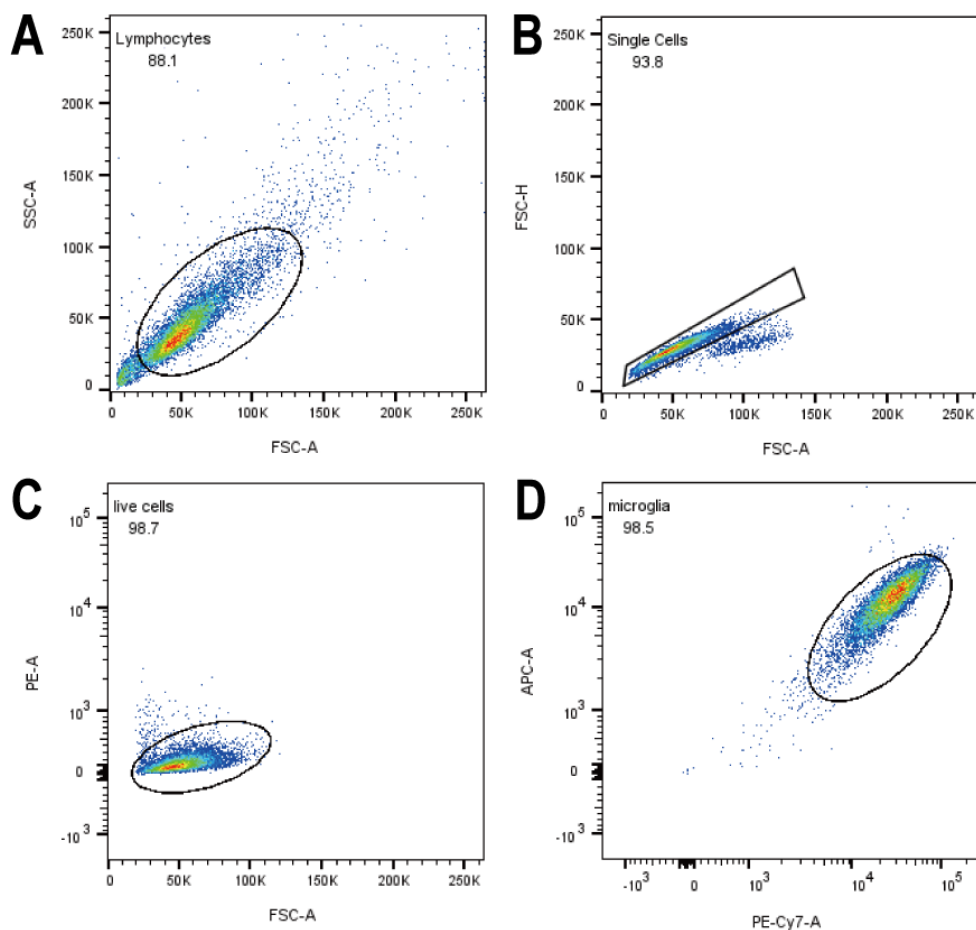 A
Lymphocytes
88.1
250K
200K
150K
100K
50K
0
SSC-A
0 50K 100K 150K 200K 250K
FSC-A
B
Single Cells
93.8
250K
200K
150K
100K
50K
0
FSC-H
0 50K 100K 150K 200K 250K
FSC-A
C
live cells
98.7
10^5
10^4
10^3
0
-10^3
PE-A
0 50K 100K 150K 200K 250K
FSC-A
D
microglia
98.5
10^5
10^4
10^3
0
APC-A
-10^3 0 10^3 10^4 10^5
PE-Cy7-A